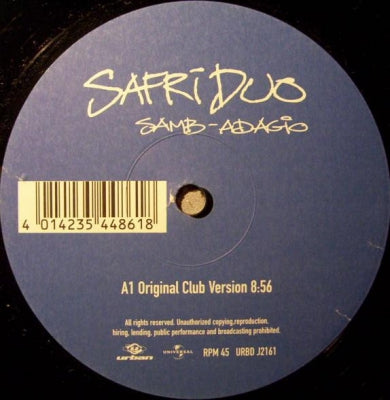 SAFRI DUO
SAMB-ADAGIO
4 014235 448618
A1 Original Club Version 8:56
All rights reserved. Unauthorized copying,reproduction,
hiring, lending, public performance and broadcasting prohibited.
urban UNIVERSAL RPM 45 URBD J2161